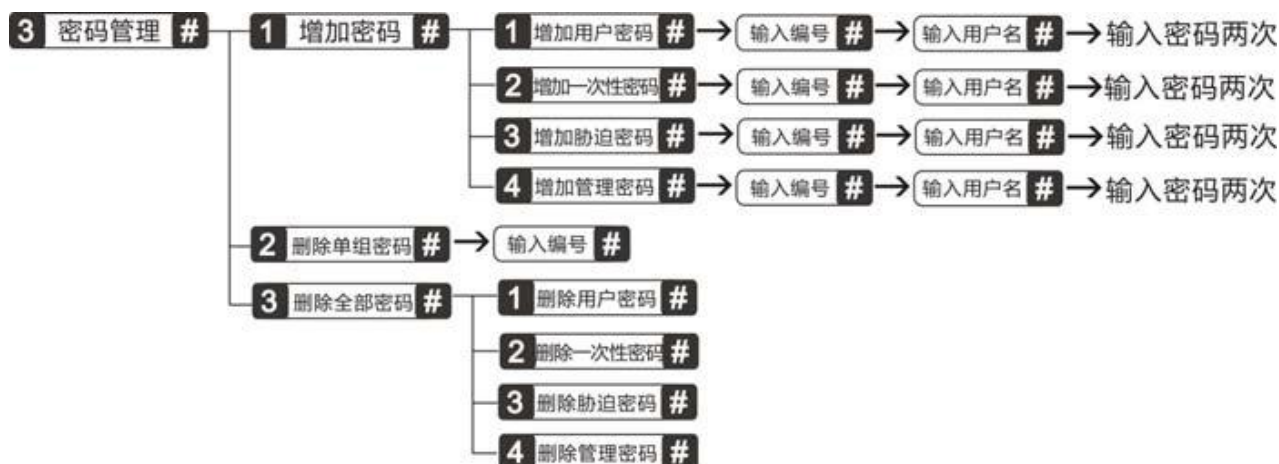 3 密码管理 # 1 增加密码 # 1 增加用户密码 # → 输入编号 # → 输入用户名 # → 输入密码两次
2 增加一次性密码 # → 输入编号 # → 输入用户名 # → 输入密码两次
3 增加胁迫密码 # → 输入编号 # → 输入用户名 # → 输入密码两次
4 增加管理密码 # → 输入编号 # → 输入用户名 # → 输入密码两次
2 删除单组密码 # → 输入编号 #
3 删除全部密码 # 1 删除用户密码 #
2 删除一次性密码 #
3 删除胁迫密码 #
4 删除管理密码 #